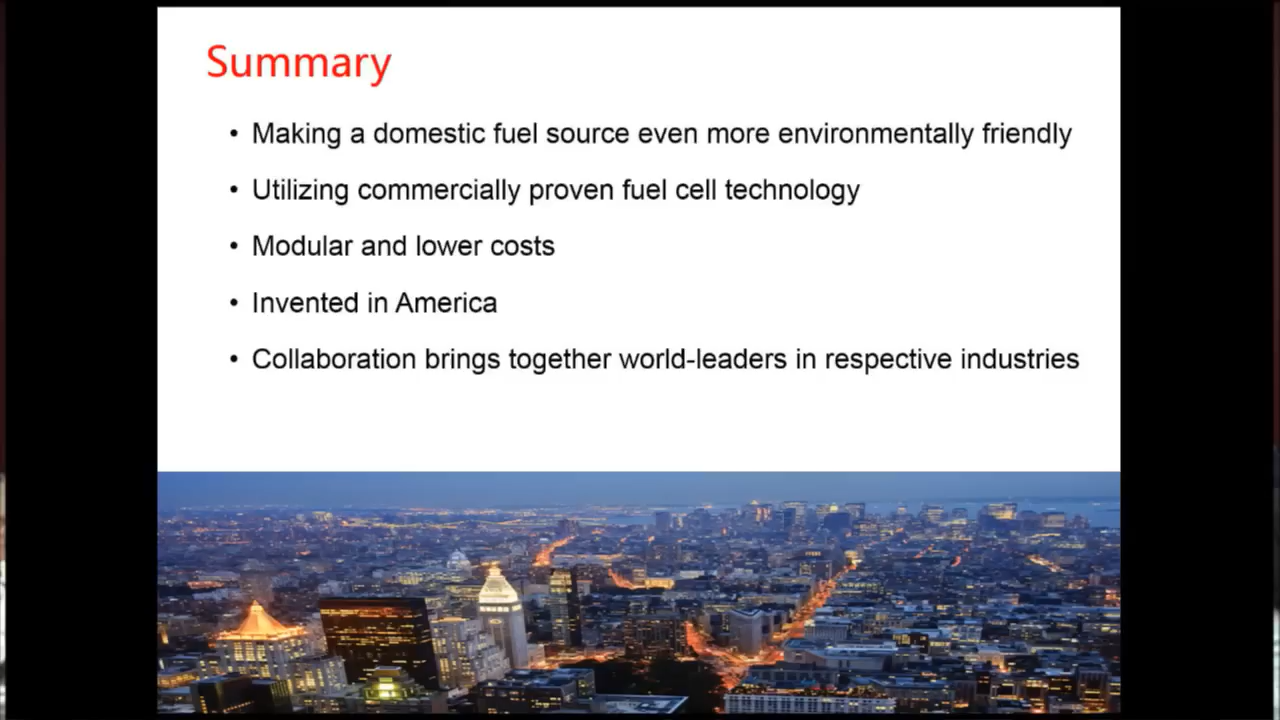 Summary
• Making a domestic fuel source even more environmentally friendly
• Utilizing commercially proven fuel cell technology
• Modular and lower costs
• Invented in America
• Collaboration brings together world-leaders in respective industries